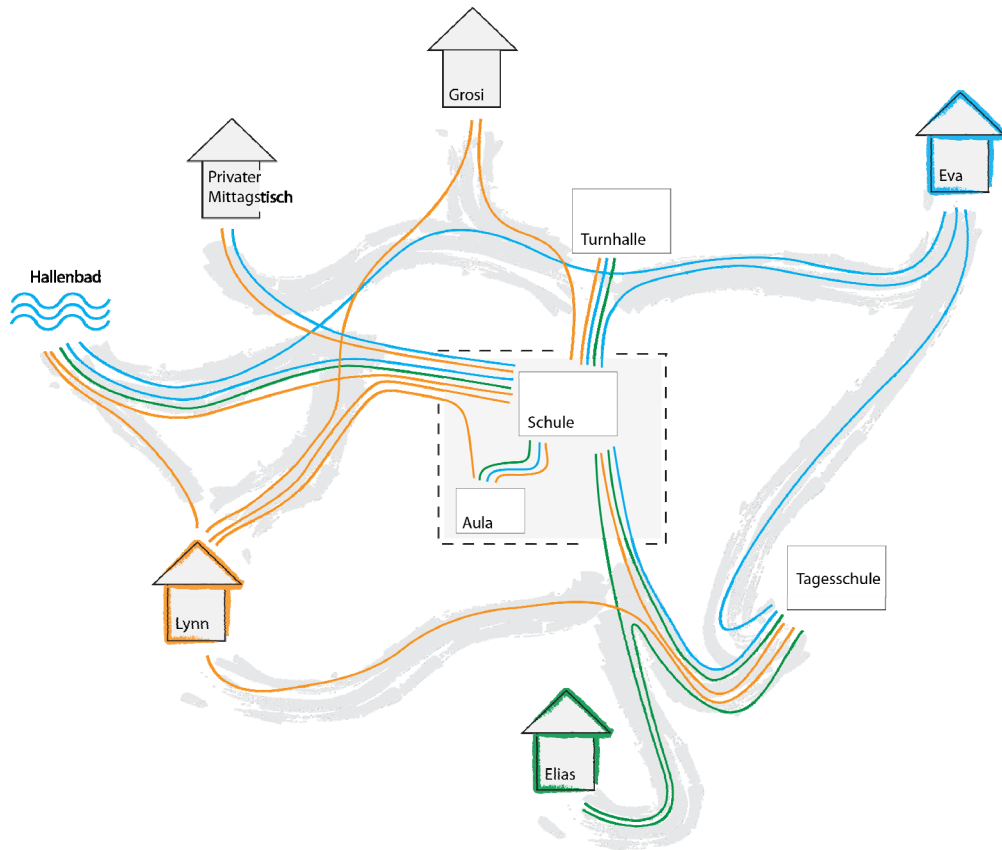 Grosi
Privater
Mittagstisch
Eva
Turnhalle
Hallenbad
Schule
Aula
Tagesschule
Lynn
Elias